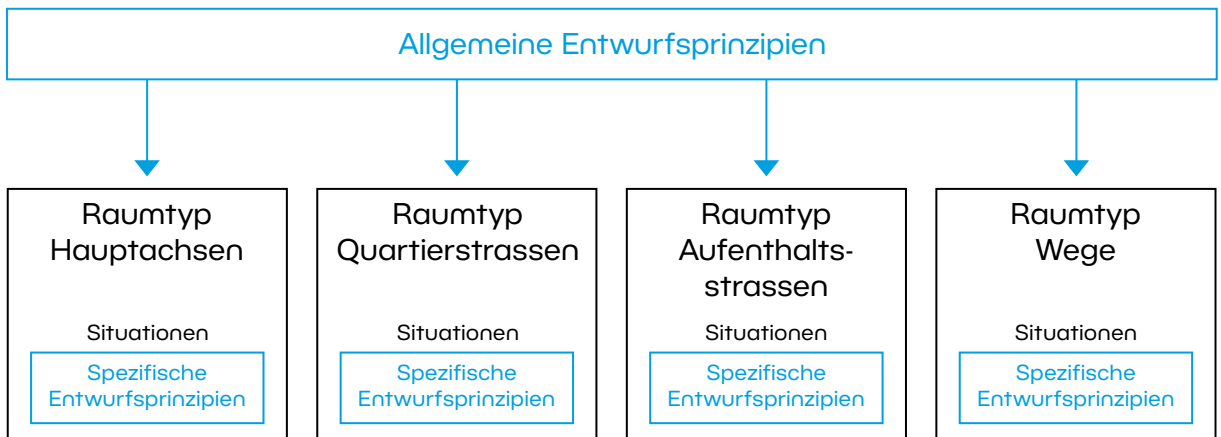 Allgemeine Entwurfsprinzipien
Raumtyp
Hauptachsen
Situationen
Spezifische
Entwurfsprinzipien
Raumtyp
Quartierstrassen
Situationen
Spezifische
Entwurfsprinzipien
Raumtyp
Aufenthalts-
strassen
Situationen
Spezifische
Entwurfsprinzipien
Raumtyp
Wege
Situationen
Spezifische
Entwurfsprinzipien